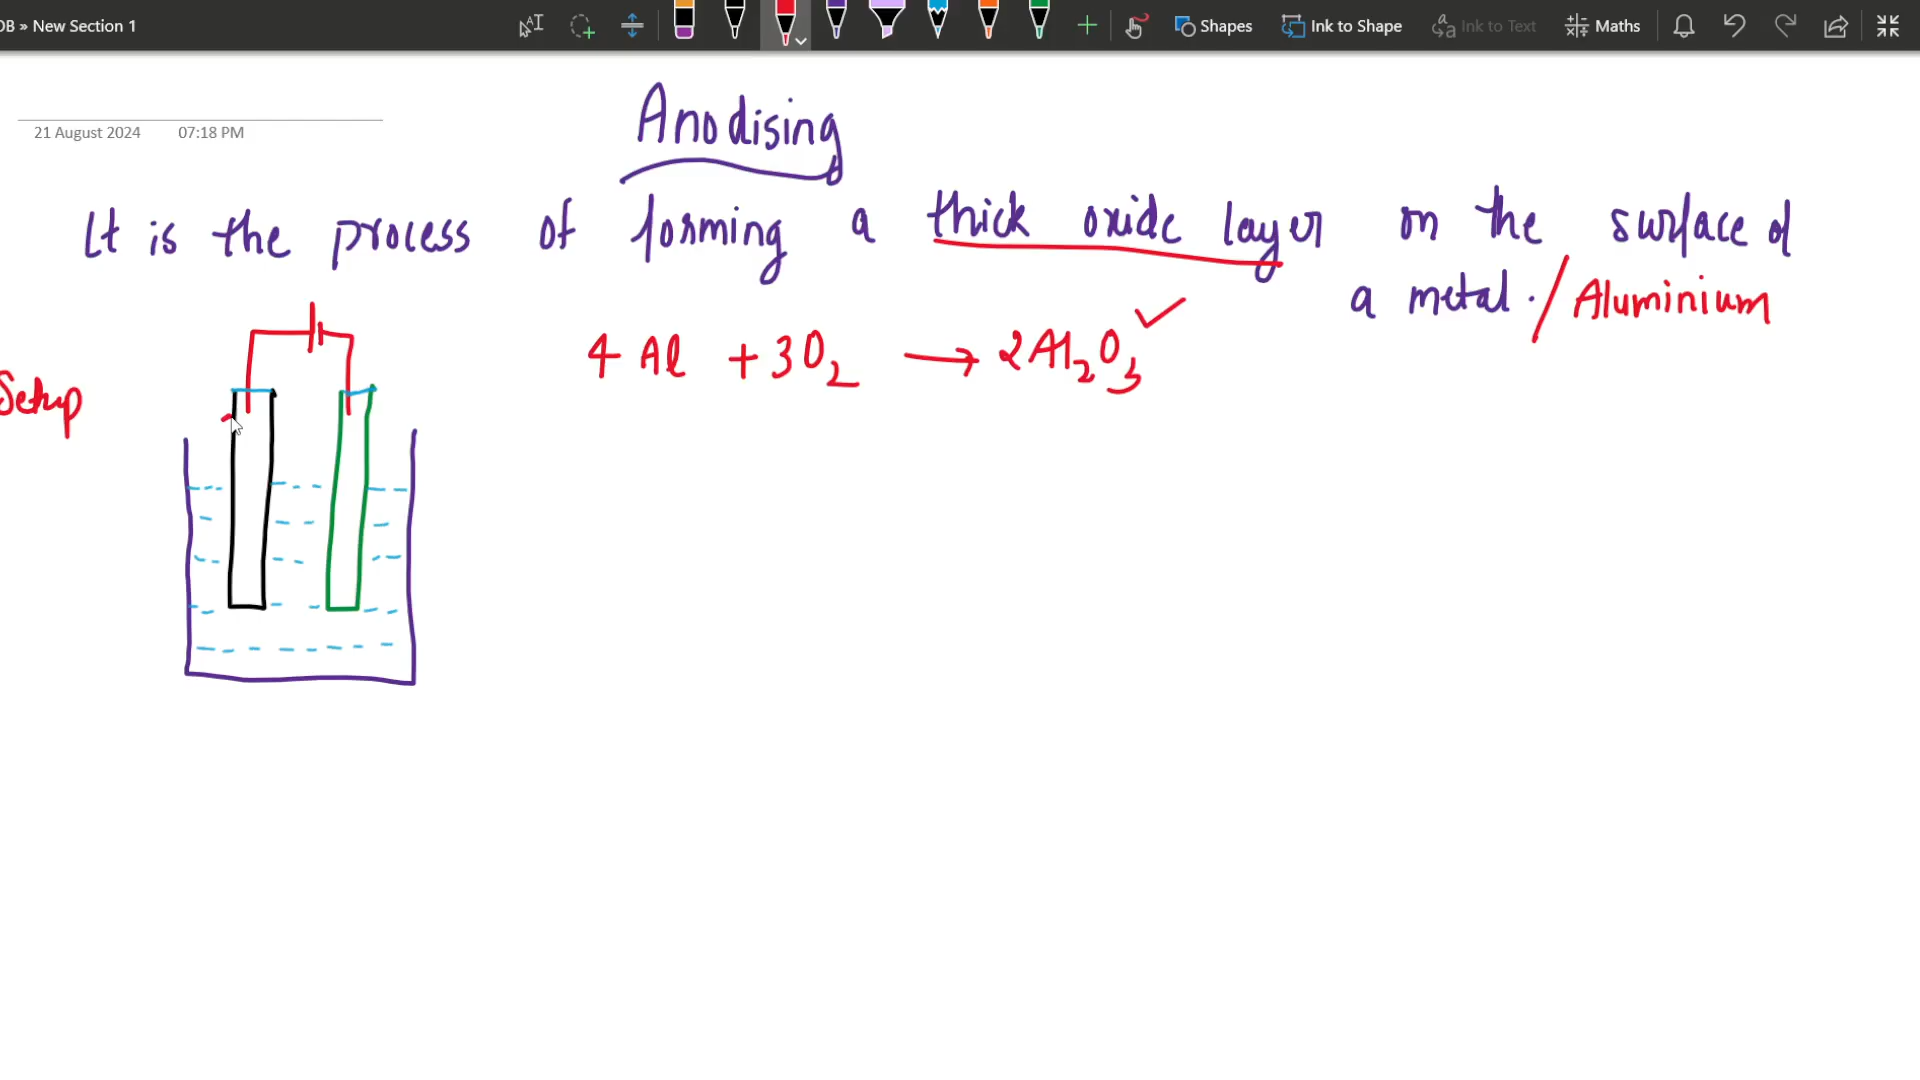 OB » New Section 1
Shapes
Ink to Shape
Ink to Text
Maths
21 August 2024 07:18 PM
Anodising
It is the process of forming a thick oxide layer on the surface of
a metal. / Aluminium
4 Al + 3O₂ → 2Al₂O₃ ✓
Setup